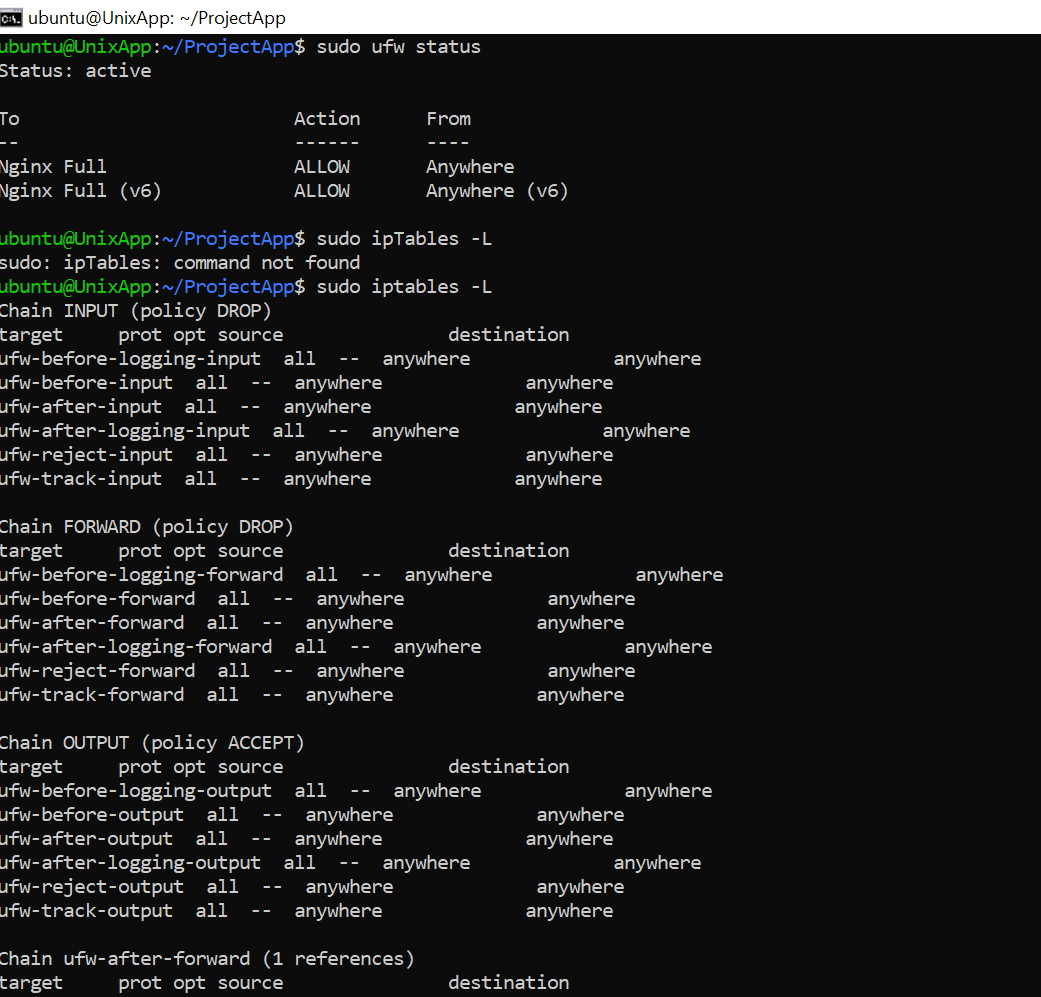 ubuntu@UnixApp: ~/ProjectApp
ubuntu@UnixApp:~/ProjectApp$ sudo ufw status
Status: active
To                         Action      From
--                         ------      ----
Nginx Full                 ALLOW       Anywhere
Nginx Full (v6)            ALLOW       Anywhere (v6)
ubuntu@UnixApp:~/ProjectApp$ sudo ipTables -L
sudo: ipTables: command not found
ubuntu@UnixApp:~/ProjectApp$ sudo iptables -L
Chain INPUT (policy DROP)
target     prot opt source               destination
ufw-before-logging-input  all  --  anywhere             anywhere
ufw-before-input  all  --  anywhere             anywhere
ufw-after-input  all  --  anywhere             anywhere
ufw-after-logging-input  all  --  anywhere             anywhere
ufw-reject-input  all  --  anywhere             anywhere
ufw-track-input  all  --  anywhere             anywhere
Chain FORWARD (policy DROP)
target     prot opt source               destination
ufw-before-logging-forward  all  --  anywhere             anywhere
ufw-before-forward  all  --  anywhere             anywhere
ufw-after-forward  all  --  anywhere             anywhere
ufw-after-logging-forward  all  --  anywhere             anywhere
ufw-reject-forward  all  --  anywhere             anywhere
ufw-track-forward  all  --  anywhere             anywhere
Chain OUTPUT (policy ACCEPT)
target     prot opt source               destination
ufw-before-logging-output  all  --  anywhere             anywhere
ufw-before-output  all  --  anywhere             anywhere
ufw-after-output  all  --  anywhere             anywhere
ufw-after-logging-output  all  --  anywhere             anywhere
ufw-reject-output  all  --  anywhere             anywhere
ufw-track-output  all  --  anywhere             anywhere
Chain ufw-after-forward (1 references)
target     prot opt source               destination